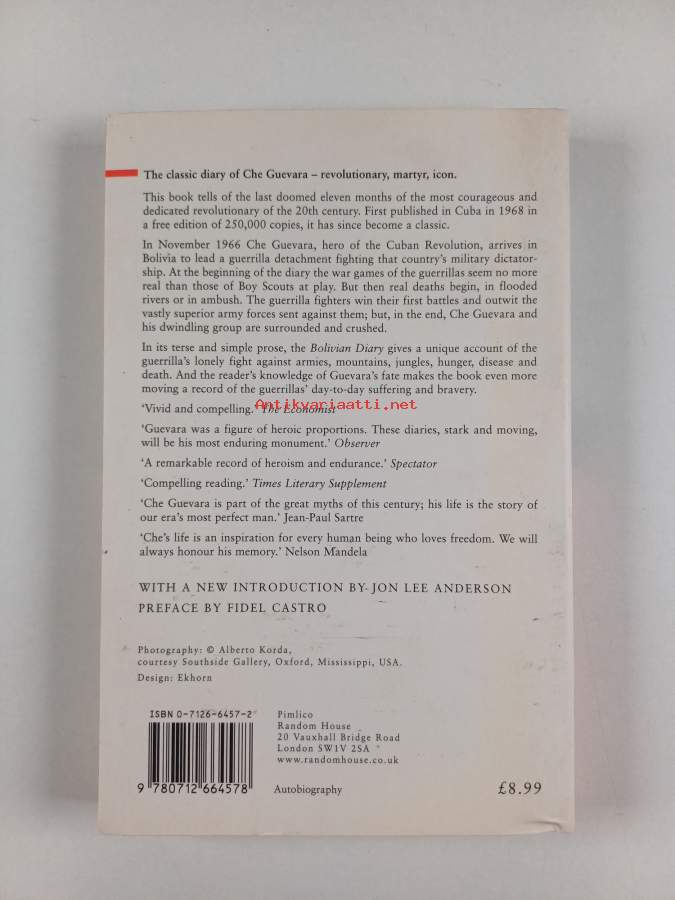 The classic diary of Che Guevara – revolutionary, martyr, icon.
This book tells of the last doomed eleven months of the most courageous and
dedicated revolutionary of the 20th century. First published in Cuba in 1968 in
a free edition of 250,000 copies, it has since become a classic.
In November 1966 Che Guevara, hero of the Cuban Revolution, arrives in
Bolivia to lead a guerrilla detachment fighting that country's military dictator-
ship. At the beginning of the diary the war games of the guerrillas seem no more
real than those of Boy Scouts at play. But then real deaths begin, in flooded
rivers or in ambush. The guerrilla fighters win their first battles and outwit the
vastly superior army forces sent against them; but, in the end, Che Guevara and
his dwindling group are surrounded and crushed.
In its terse and simple prose, the Bolivian Diary gives a unique account of the
guerrilla's lonely fight against armies, mountains, jungles, hunger, disease and
death. And the reader's knowledge of Guevara's fate makes the book even more
moving a record of the guerrillas' day-to-day suffering and bravery.
Antikvariaatti.net
'Vivid and compelling.' The Economist
'Guevara was a figure of heroic proportions. These diaries, stark and moving,
will be his most enduring monument.' Observer
'A remarkable record of heroism and endurance.' Spectator
'Compelling reading.' Times Literary Supplement
'Che Guevara is part of the great myths of this century; his life is the story of
our era's most perfect man.' Jean-Paul Sartre
'Che's life is an inspiration for every human being who loves freedom. We will
always honour his memory.' Nelson Mandela
WITH A NEW INTRODUCTION BY JON LEE ANDERSON
PREFACE BY FIDEL CASTRO
Photography: © Alberto Korda,
courtesy Southside Gallery, Oxford, Mississippi, USA.
Design: Ekhorn
ISBN 0-7126-6457-2
9 780712 664578
Pimlico
Random House
20 Vauxhall Bridge Road
London SW1V 2SA
www.randomhouse.co.uk
Autobiography
£8.99